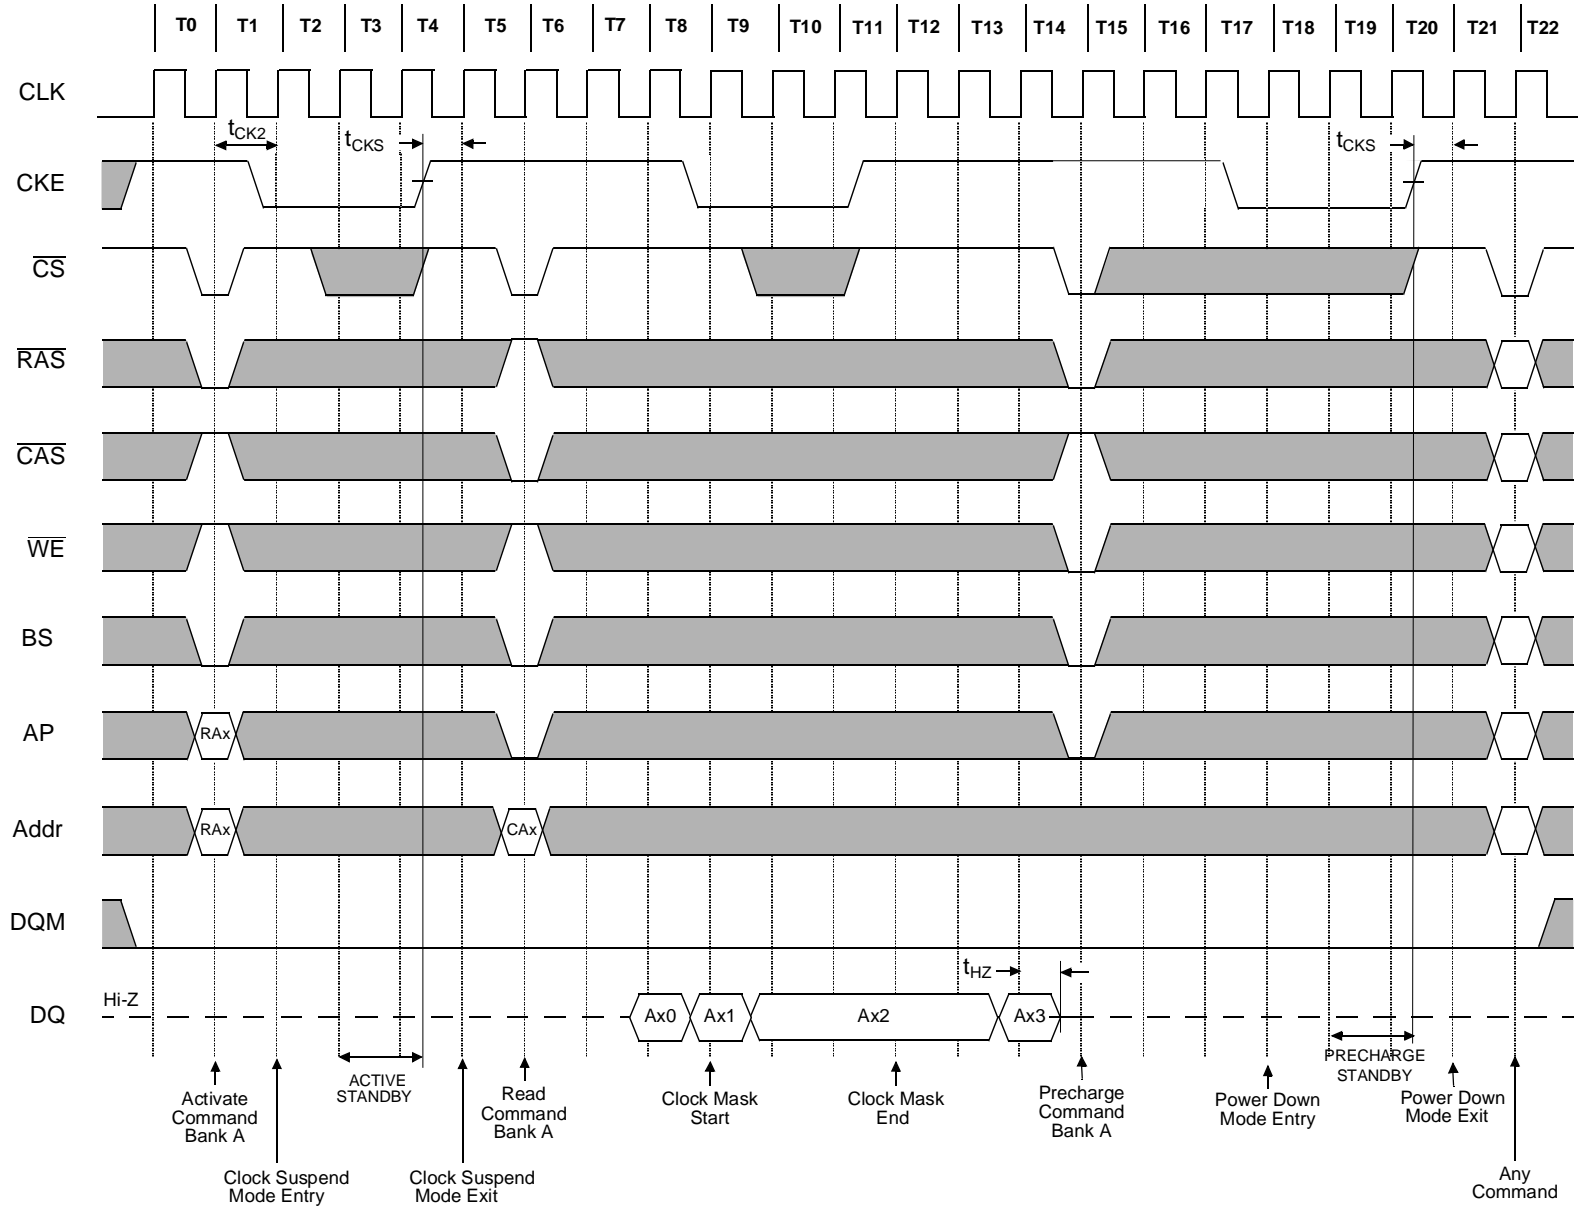 T0 T1 T2 T3 T4 T5 T6 T7 T8 T9 T10 T11 T12 T13 T14 T15 T16 T17 T18 T19 T20 T21 T22
CLK
tCK2 tCKS tCKS
CKE
CS
RAS
CAS
WE
BS
AP RAx
Addr RAx CAx
DQM
tHZ
Hi-Z
DQ Ax0 Ax1 Ax2 Ax3
Activate
Command
Bank A
Clock Suspend
Mode Entry
ACTIVE
STANDBY
Clock Suspend
Mode Exit
Read
Command
Bank A
Clock Mask
Start
Clock Mask
End
Precharge
Command
Bank A
Power Down
Mode Entry
PRECHARGE
STANDBY
Power Down
Mode Exit
Any
Command